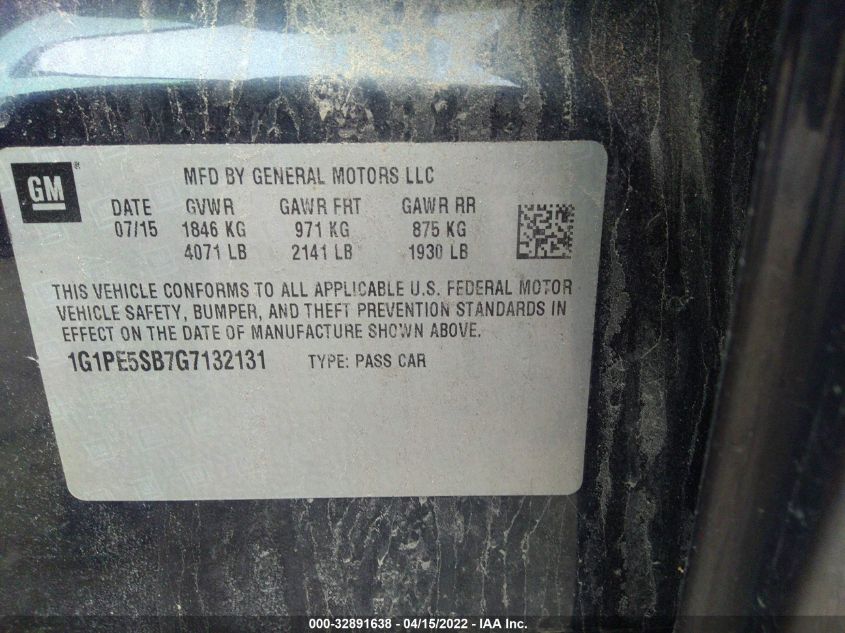 GM
MFD BY GENERAL MOTORS LLC
DATE GVWR GAWR FRT GAWR RR
07/15 1846 KG 971 KG 875 KG
4071 LB 2141 LB 1930 LB
THIS VEHICLE CONFORMS TO ALL APPLICABLE U.S. FEDERAL MOTOR
VEHICLE SAFETY, BUMPER, AND THEFT PREVENTION STANDARDS IN
EFFECT ON THE DATE OF MANUFACTURE SHOWN ABOVE.
1G1PE5SB7G7132131 TYPE: PASS CAR
000-32891638 - 04/15/2022 - IAA Inc.